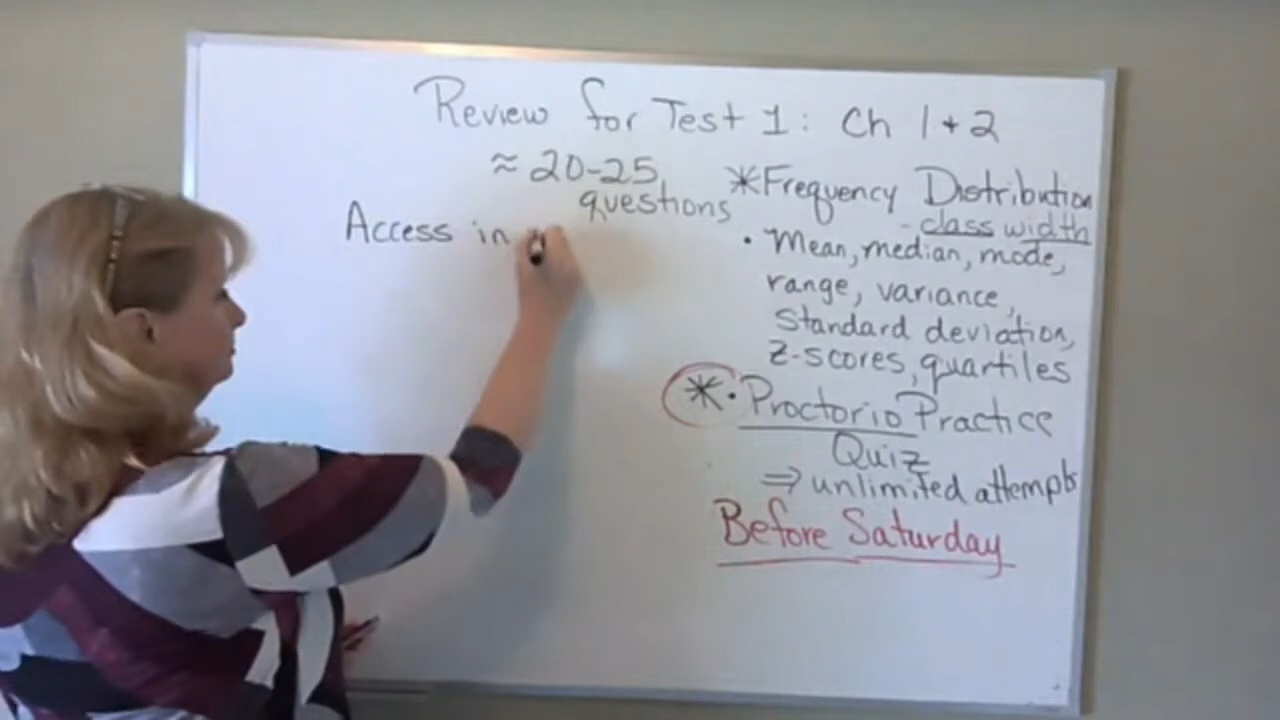 Review for Test 1: Ch 1 + 2
≈ 20-25
questions
Access in
*Frequency Distribution
- class width
• Mean, median, mode,
range, variance,
standard deviation,
z-scores, quartiles
* • Proctorio Practice
Quiz
⇒ unlimited attempts
Before Saturday